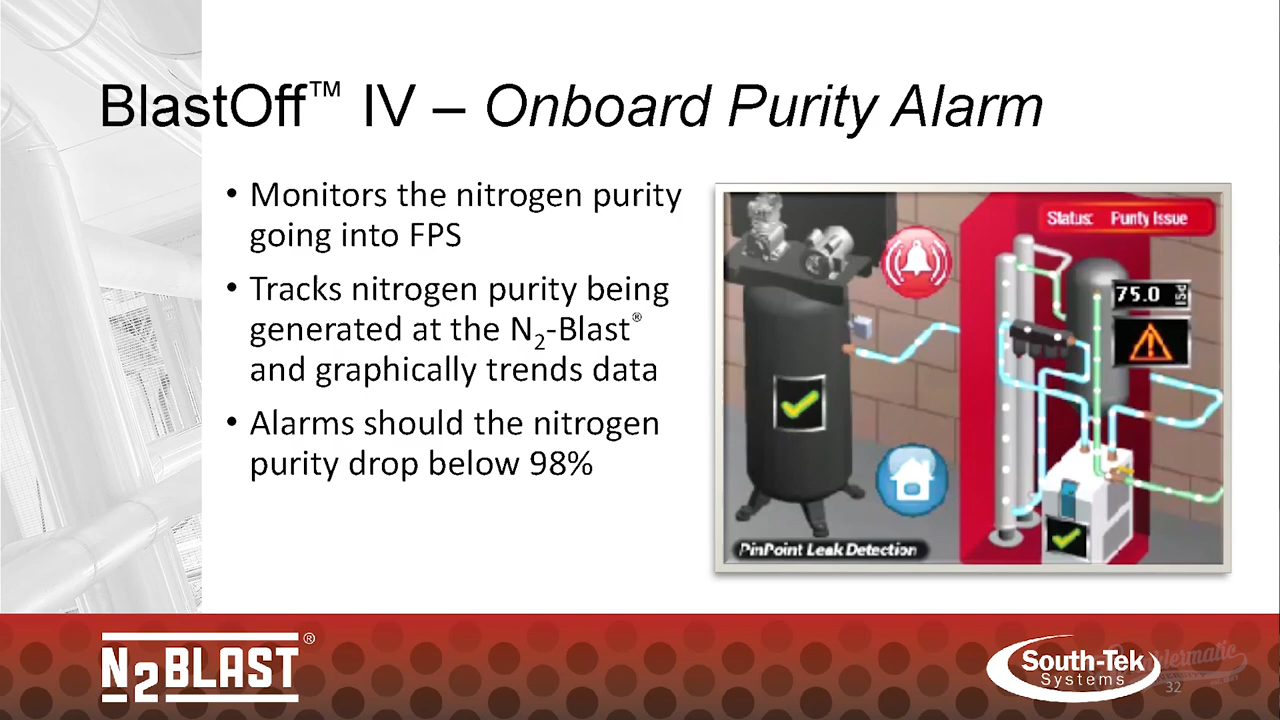 BlastOff™ IV – Onboard Purity Alarm
• Monitors the nitrogen purity
going into FPS
• Tracks nitrogen purity being
generated at the N₂-Blast®
and graphically trends data
• Alarms should the nitrogen
purity drop below 98%
Status: Purity Issue
75.0 PSI
PinPoint Leak Detection
N2BLAST®
South-Tek
Systems
32